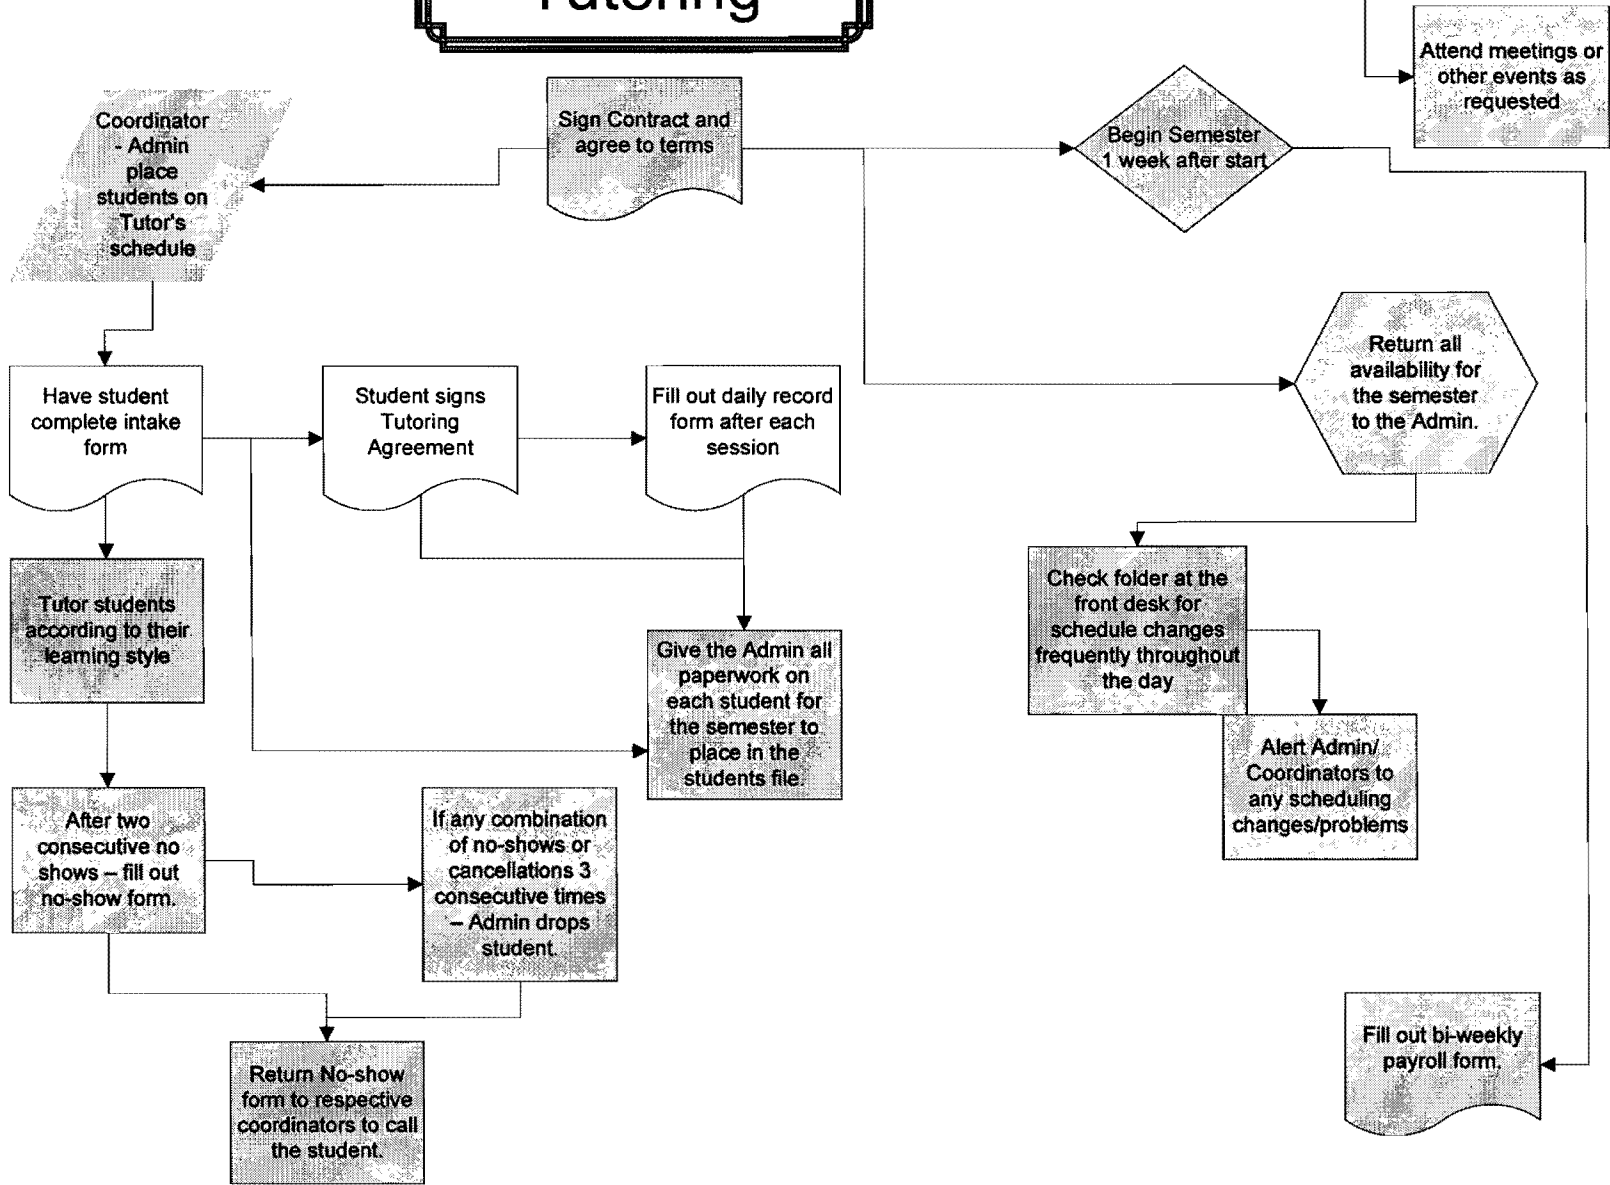 Tutoring
Attend meetings or
other events as
requested
Coordinator
- Admin
place
students on
Tutor's
schedule
Sign Contract and
agree to terms
Begin Semester
1 week after start
Return all
availability for
the semester
to the Admin.
Have student
complete intake
form
Student signs
Tutoring
Agreement
Fill out daily record
form after each
session
Tutor students
according to their
learning style
Give the Admin all
paperwork on
each student for
the semester to
place in the
students file.
Check folder at the
front desk for
schedule changes
frequently throughout
the day
Alert Admin/
Coordinators to
any scheduling
changes/problems
After two
consecutive no
shows – fill out
no-show form.
If any combination
of no-shows or
cancellations 3
consecutive times
– Admin drops
student.
Return No-show
form to respective
coordinators to call
the student.
Fill out bi-weekly
payroll form.